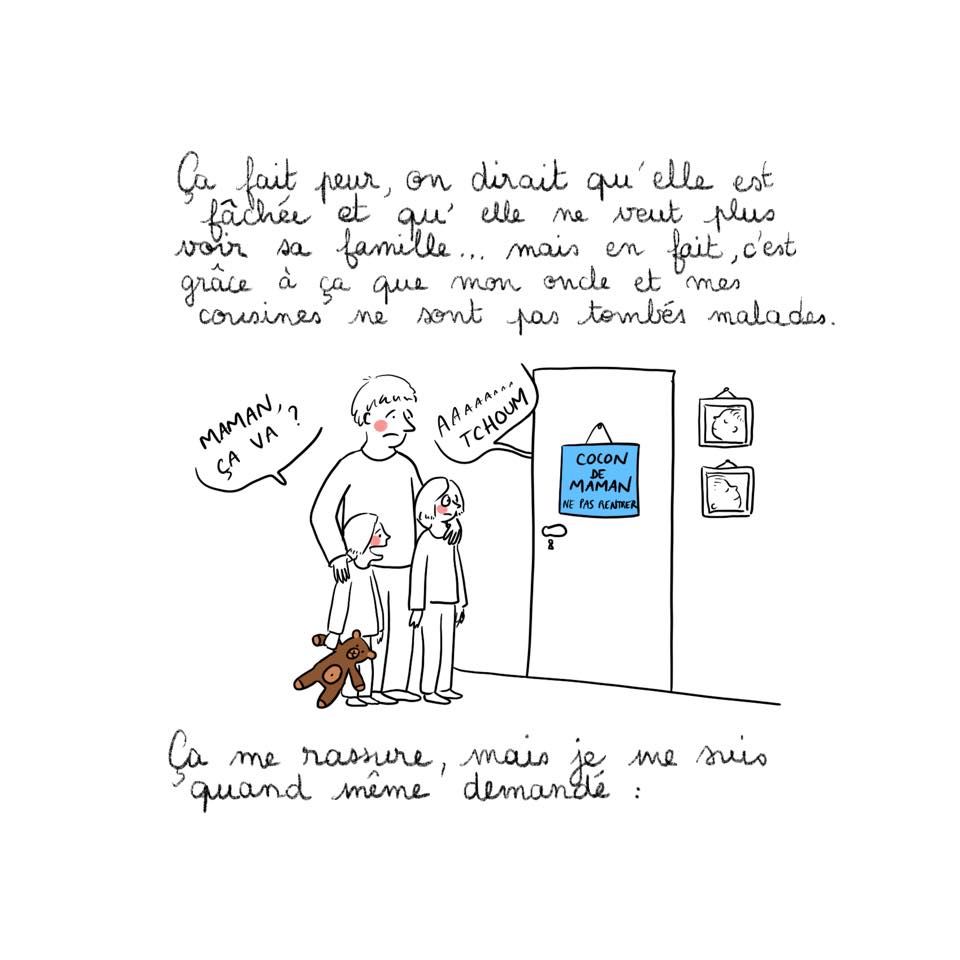 Ça fait peur, on dirait qu'elle est
fâchée et qu'elle ne veut plus
voir sa famille... mais en fait, c'est
grâce à ça que mon oncle et mes
cousines ne sont pas tombés malades.
MAMAN,
ÇA VA ?
AAAAAAAA
TCHOUM
COCON
DE
MAMAN
NE PAS RENTRER
Ça me rassure, mais je me suis
quand même demandé :